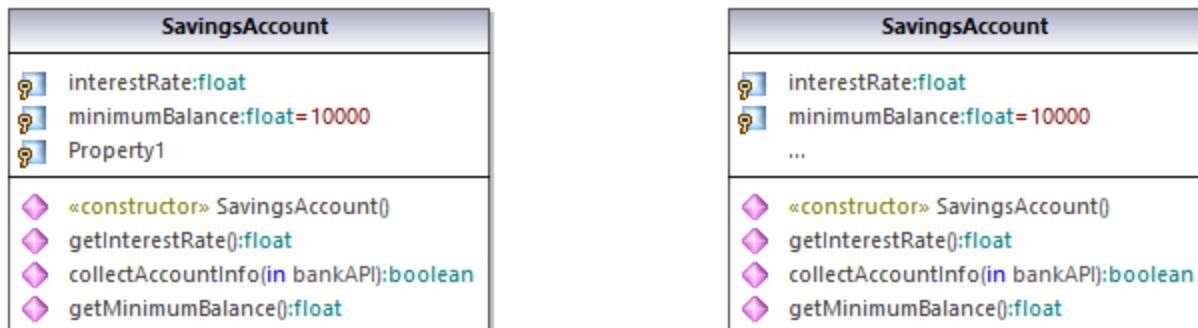 SavingsAccount
interestRate:float
minimumBalance:float=10000
Property1
«constructor» SavingsAccount()
getInterestRate():float
collectAccountInfo(in bankAPI):boolean
getMinimumBalance():float
SavingsAccount
interestRate:float
minimumBalance:float=10000
...
«constructor» SavingsAccount()
getInterestRate():float
collectAccountInfo(in bankAPI):boolean
getMinimumBalance():float